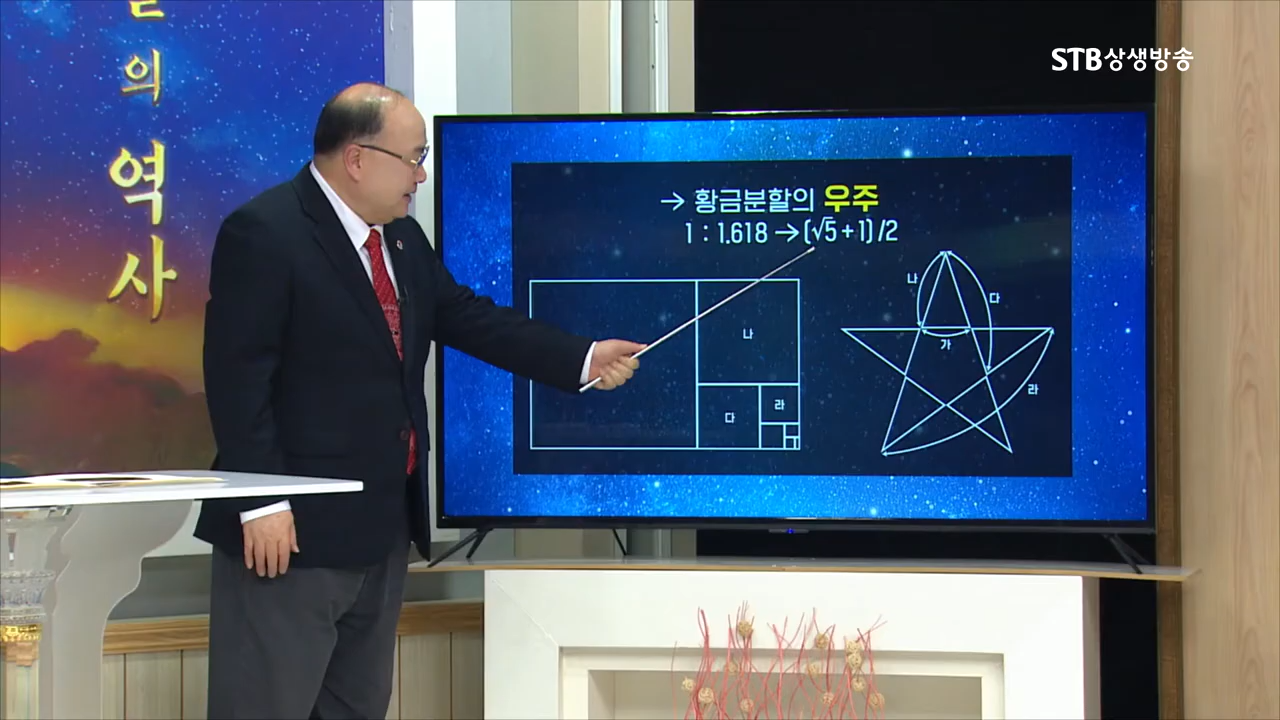 의
역
사
STB상생방송
→ 황금분할의 우주
1 : 1.618 → (√5+1)/2
나
다
라
나
다
가
라